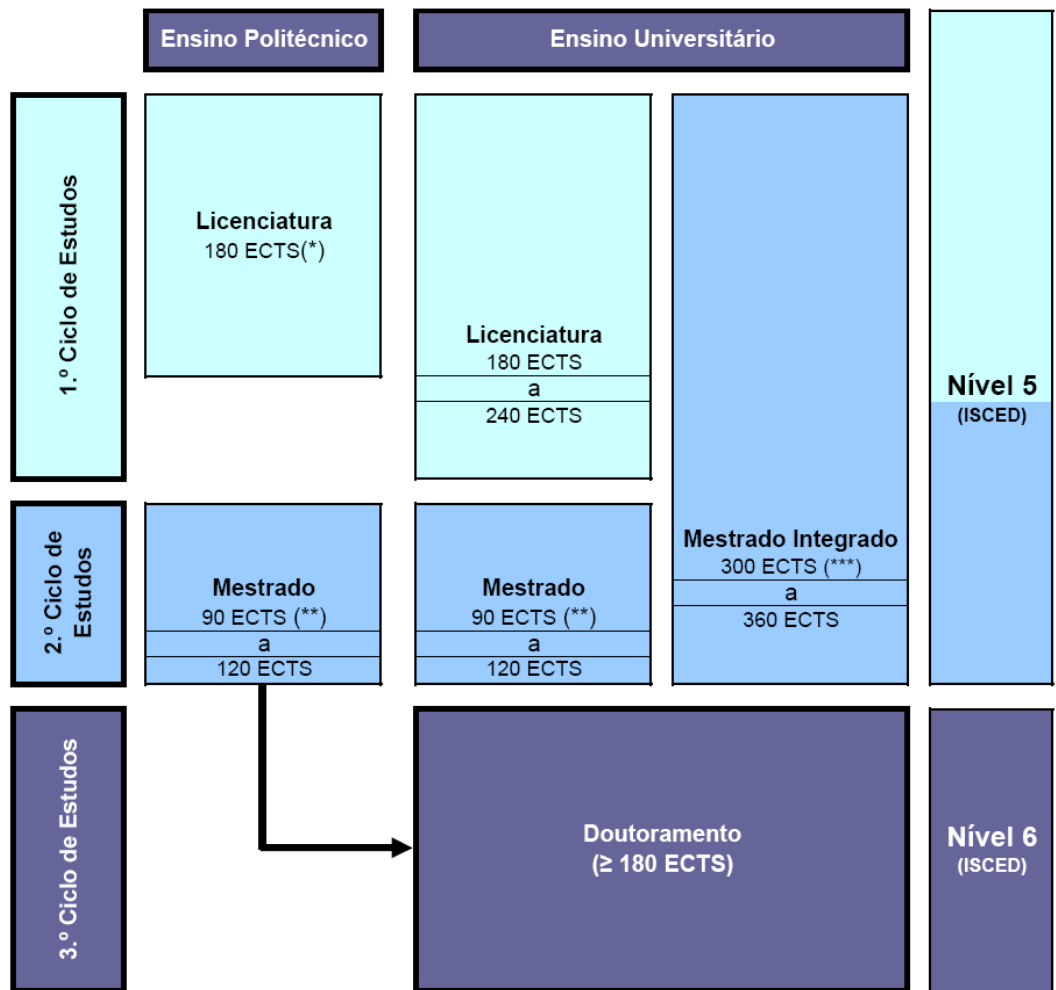 Ensino Politécnico
Ensino Universitário
1.º Ciclo de Estudos
Licenciatura
180 ECTS(*)
Licenciatura
180 ECTS
a
240 ECTS
Nível 5
(ISCED)
2.º Ciclo de
Estudos
Mestrado
90 ECTS (**)
a
120 ECTS
Mestrado
90 ECTS (**)
a
120 ECTS
Mestrado Integrado
300 ECTS (***)
a
360 ECTS
3.º Ciclo de Estudos
Doutoramento
(≥ 180 ECTS)
Nível 6
(ISCED)